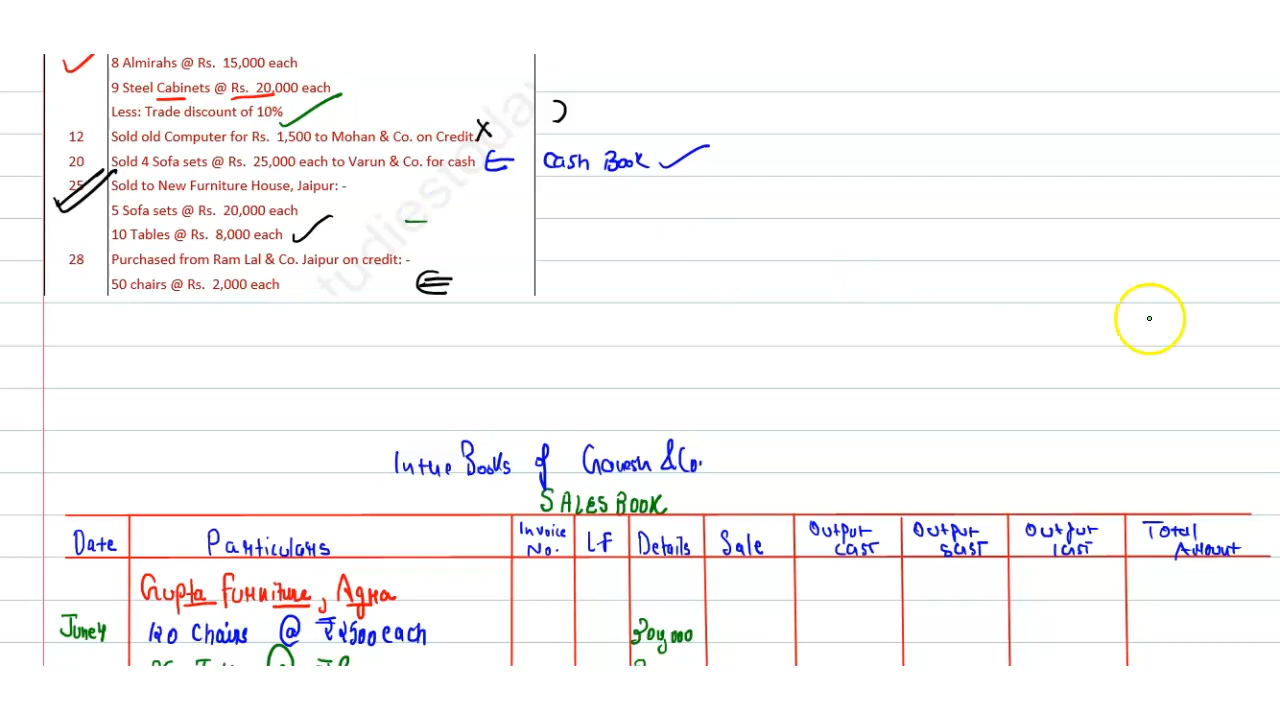 8 Almirahs @ Rs. 15,000 each
9 Steel Cabinets @ Rs. 20,000 each
Less: Trade discount of 10%
12 Sold old Computer for Rs. 1,500 to Mohan & Co. on Credit
20 Sold 4 Sofa sets @ Rs. 25,000 each to Varun & Co. for cash Cash Book
25 Sold to New Furniture House, Jaipur: -
5 Sofa sets @ Rs. 20,000 each
10 Tables @ Rs. 8,000 each
28 Purchased from Ram Lal & Co. Jaipur on credit: -
50 chairs @ Rs. 2,000 each
tudiestoday
In the Books of & Co.
SALES BOOK
Date Particulars Invoice No. LF Details Sale Output CGST Output SGST Output IGST Total Amount
Gupta Furniture, Agra
June 4 120 Chairs @ ₹2500 each